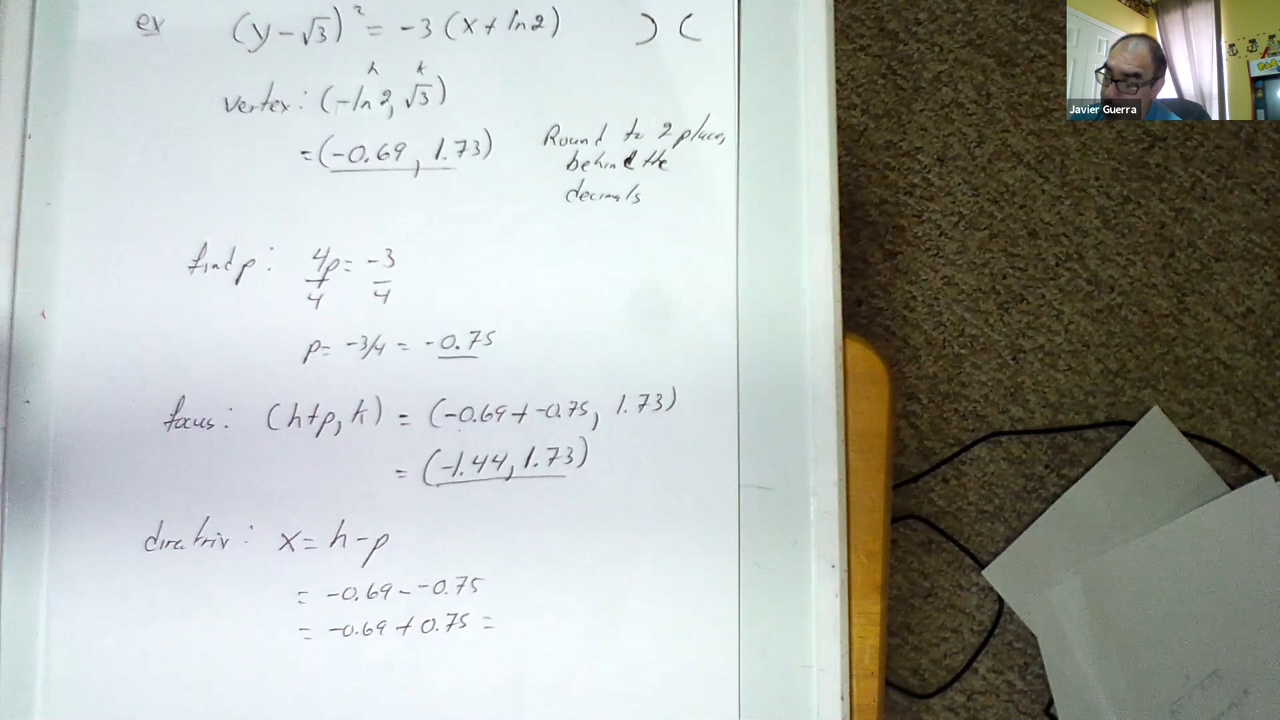 ex (y-√3)² = -3(x+ln2) ) (
h k
vertex: (-ln2, √3)
= (-0.69, 1.73)
Round to 2 places
behind the
decimals
find p: 4p = -3
4 4
p = -3/4 = -0.75
focus: (h+p, k) = (-0.69+-0.75, 1.73)
= (-1.44, 1.73)
directrix: x = h-p
= -0.69--0.75
= -0.69+0.75 =
Javier Guerra